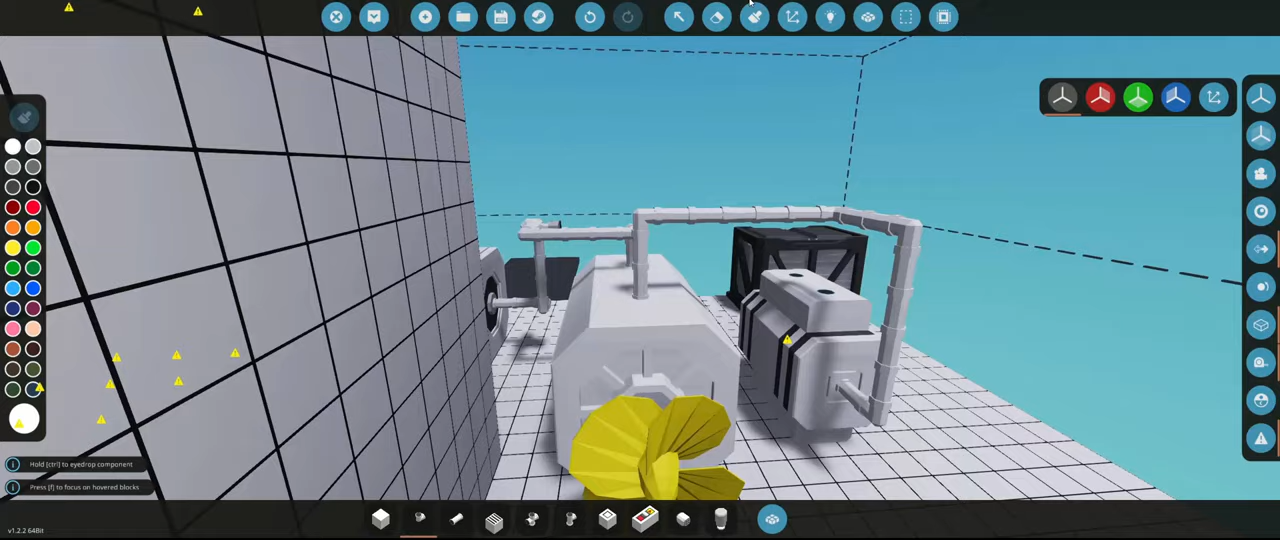 Hold [ctrl] to eyedrop component
Press [f] to focus on hovered blocks
v1.2.2 64Bit